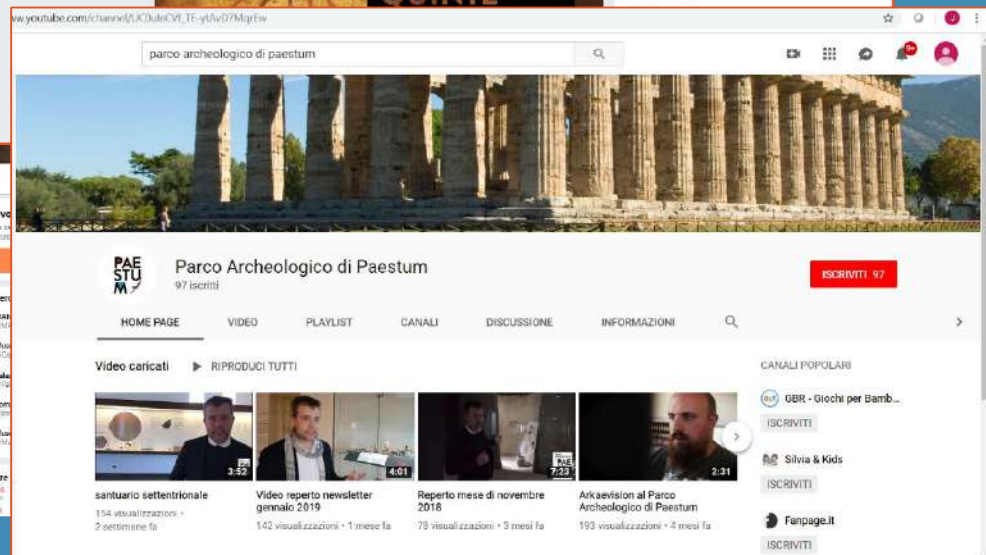 QUINTE
parco archeologico di paestum
9+
J
PAE
STU
M
Parco Archeologico di Paestum
97 iscritti
ISCRIVITI 97
HOME PAGE VIDEO PLAYLIST CANALI DISCUSSIONE INFORMAZIONI
Video caricati RIPRODUCI TUTTI
CANALI POPOLARI
GBR - Giochi per Bamb...
ISCRIVITI
Silvia & Kids
ISCRIVITI
Fanpage.it
ISCRIVITI
3:52
4:01
PAE
7:23
2:31
santuario settentrionale
154 visualizzazioni •
2 settimane fa
Video reperto newsletter
gennaio 2019
142 visualizzazioni • 1 mese fa
Reperto mese di novembre
2018
78 visualizzazioni • 3 mesi fa
Arkaevision al Parco
Archeologico di Paestum
193 visualizzazioni • 4 mesi fa